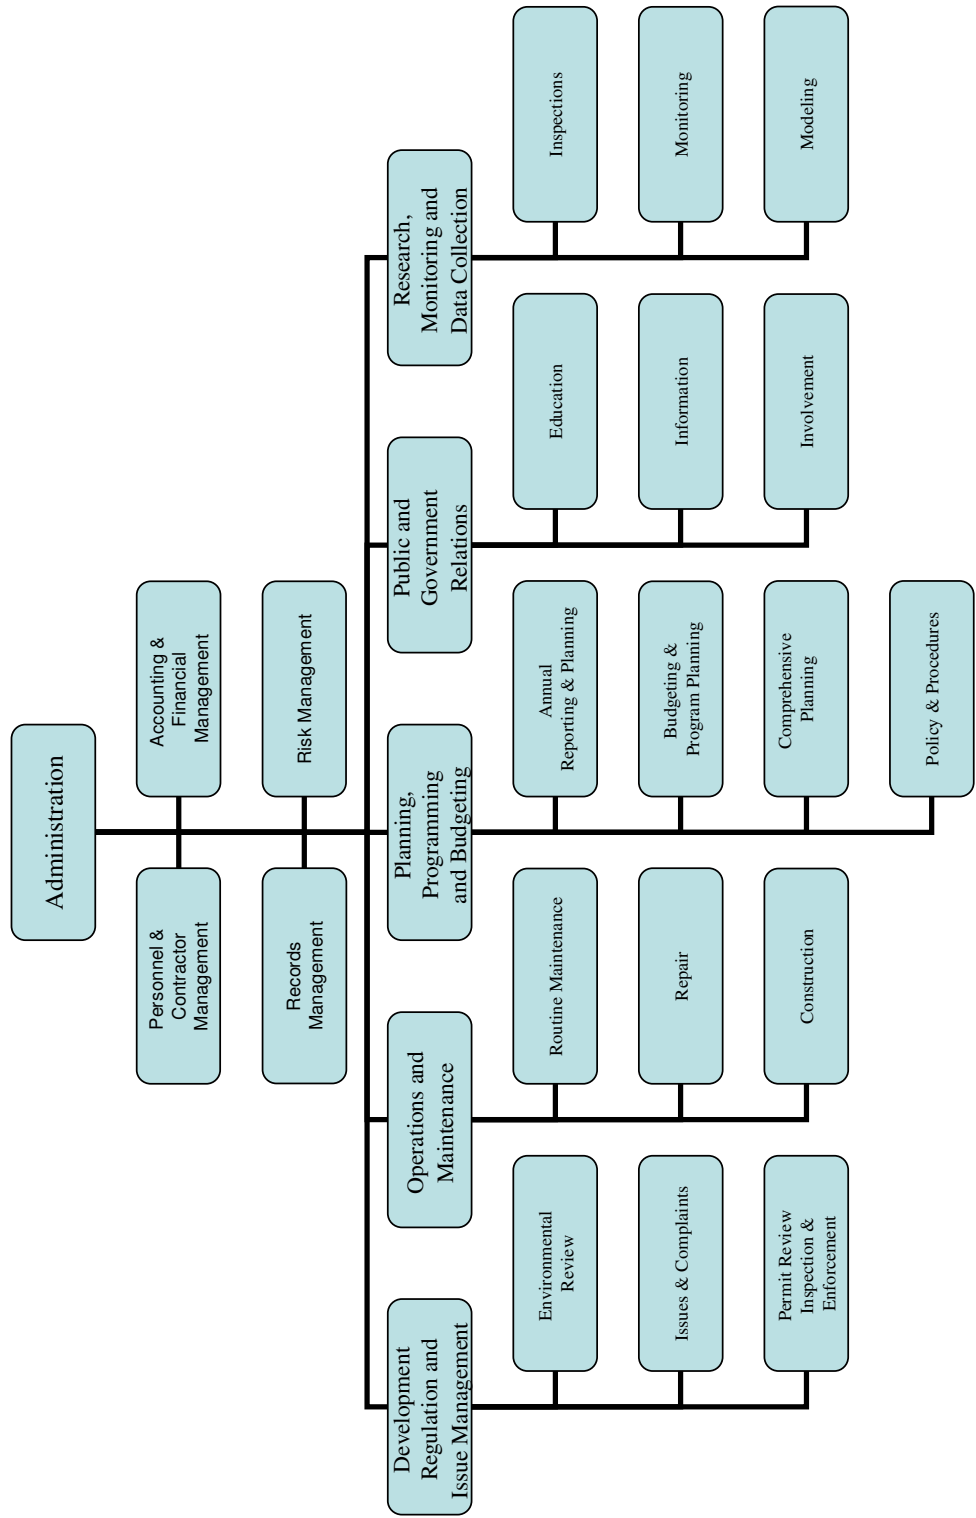 Administration
Personnel &
Contractor
Management
Accounting &
Financial
Management
Records
Management
Risk Management
Development
Regulation and
Issue Management
Operations and
Maintenance
Planning,
Programming
and Budgeting
Public and
Government
Relations
Research,
Monitoring and
Data Collection
Environmental
Review
Issues & Complaints
Permit Review
Inspection &
Enforcement
Routine Maintenance
Repair
Construction
Annual
Reporting & Planning
Budgeting &
Program Planning
Comprehensive
Planning
Policy & Procedures
Education
Information
Involvement
Inspections
Monitoring
Modeling